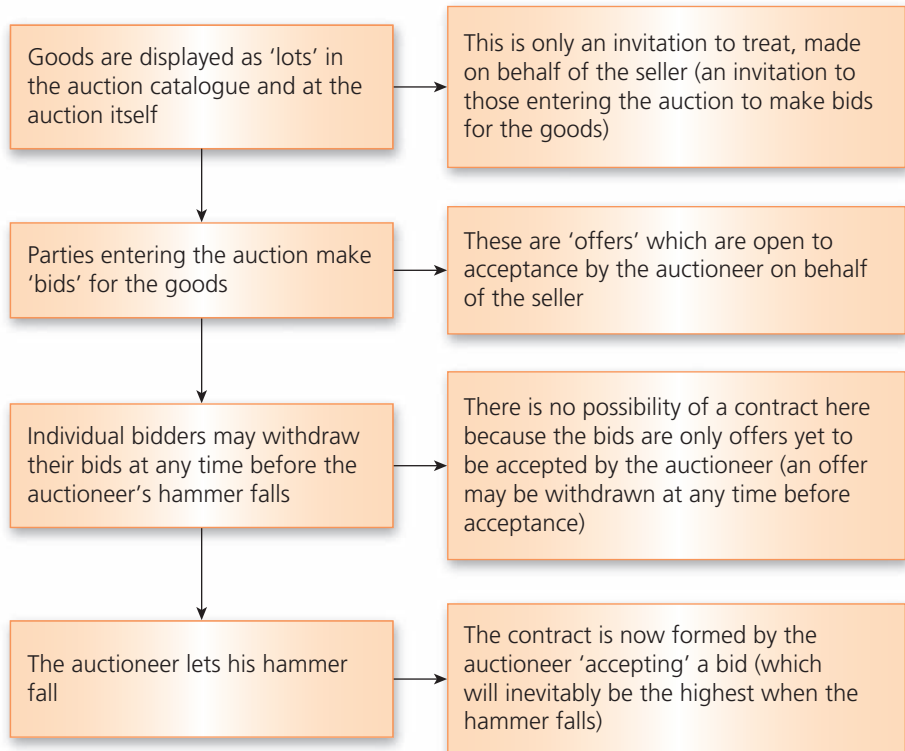 Goods are displayed as ‘lots’ in
the auction catalogue and at the
auction itself
This is only an invitation to treat, made
on behalf of the seller (an invitation to
those entering the auction to make bids
for the goods)
Parties entering the auction make
‘bids’ for the goods
These are ‘offers’ which are open to
acceptance by the auctioneer on behalf
of the seller
Individual bidders may withdraw
their bids at any time before the
auctioneer’s hammer falls
There is no possibility of a contract here
because the bids are only offers yet to
be accepted by the auctioneer (an offer
may be withdrawn at any time before
acceptance)
The auctioneer lets his hammer
fall
The contract is now formed by the
auctioneer ‘accepting’ a bid (which
will inevitably be the highest when the
hammer falls)